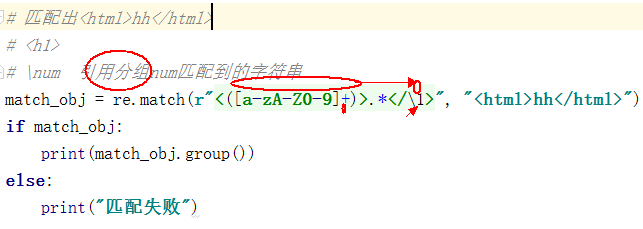 # 匹配出<html>hh</html>
# <h1>
# \num 引用分组num匹配到的字符串
match_obj = re.match(r"<([a-zA-Z0-9]+)>.*</\1>", "<html>hh</html>")
if match_obj:
    print(match_obj.group())
else:
    print("匹配失败")